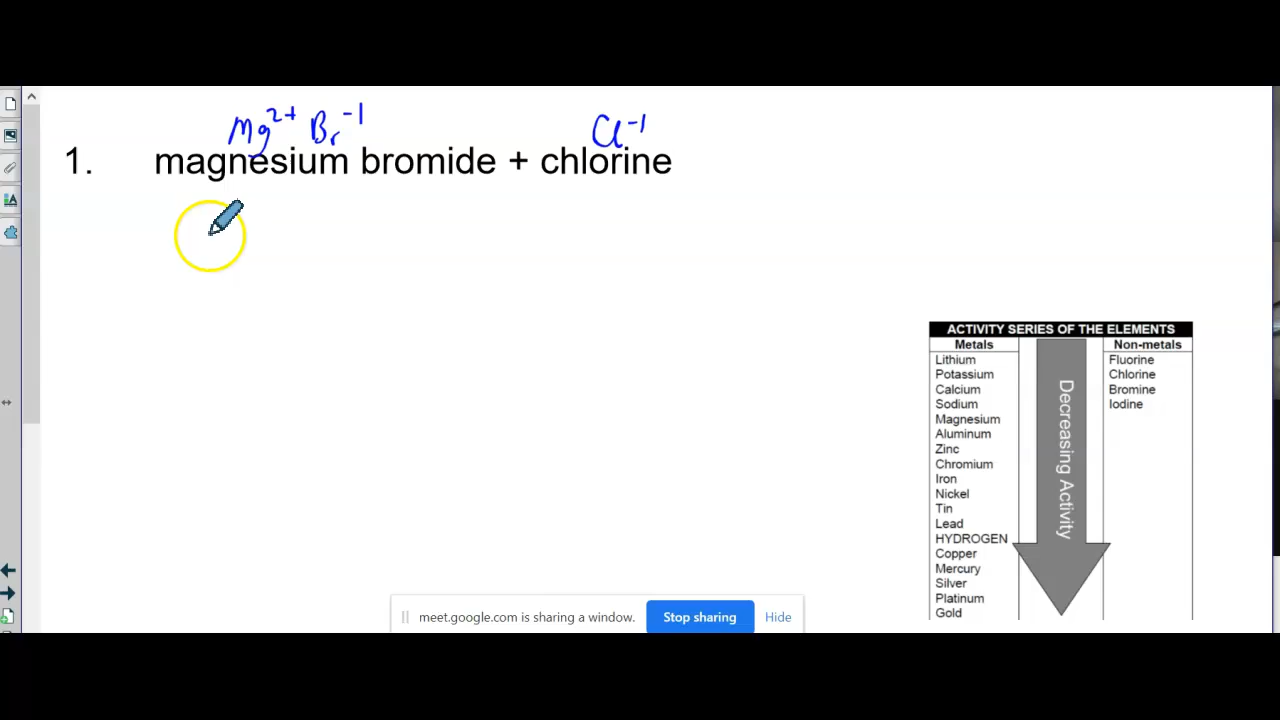 Mg²⁺ Br⁻¹ Cl⁻¹
1. magnesium bromide + chlorine
ACTIVITY SERIES OF THE ELEMENTS
Metals Non-metals
Lithium Fluorine
Potassium Chlorine
Calcium Bromine
Sodium Iodine
Magnesium
Aluminum
Zinc
Chromium
Iron
Nickel
Tin
Lead
HYDROGEN
Copper
Mercury
Silver
Platinum
Gold
Decreasing Activity
meet.google.com is sharing a window. Stop sharing Hide